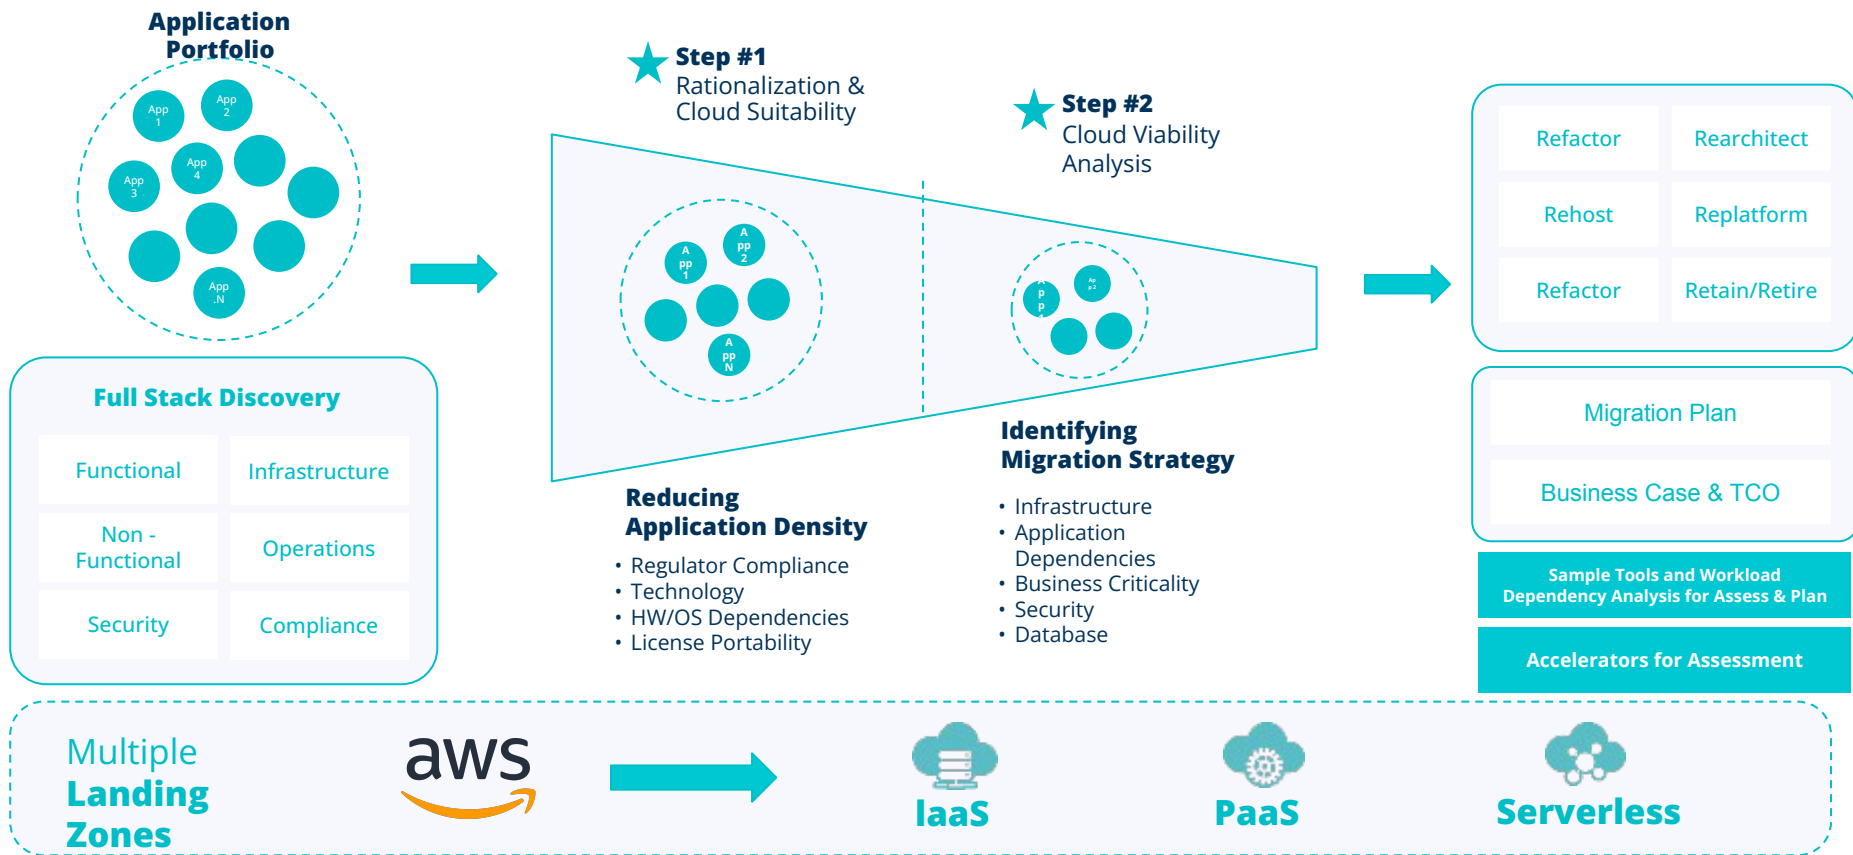 Application
Portfolio
App
1
App
2
App
3
App
4
App
.N
Full Stack Discovery
Functional
Infrastructure
Non -
Functional
Operations
Security
Compliance
Step #1
Rationalization &
Cloud Suitability
Step #2
Cloud Viability
Analysis
A
pp
1
A
pp
2
A
pp
N
A
p
p
Ap
p 2
Reducing
Application Density
• Regulator Compliance
• Technology
• HW/OS Dependencies
• License Portability
Identifying
Migration Strategy
• Infrastructure
• Application
Dependencies
• Business Criticality
• Security
• Database
Refactor
Rearchitect
Rehost
Replatform
Refactor
Retain/Retire
Migration Plan
Business Case & TCO
Sample Tools and Workload
Dependency Analysis for Assess & Plan
Accelerators for Assessment
Multiple
Landing
Zones
aws
IaaS
PaaS
Serverless